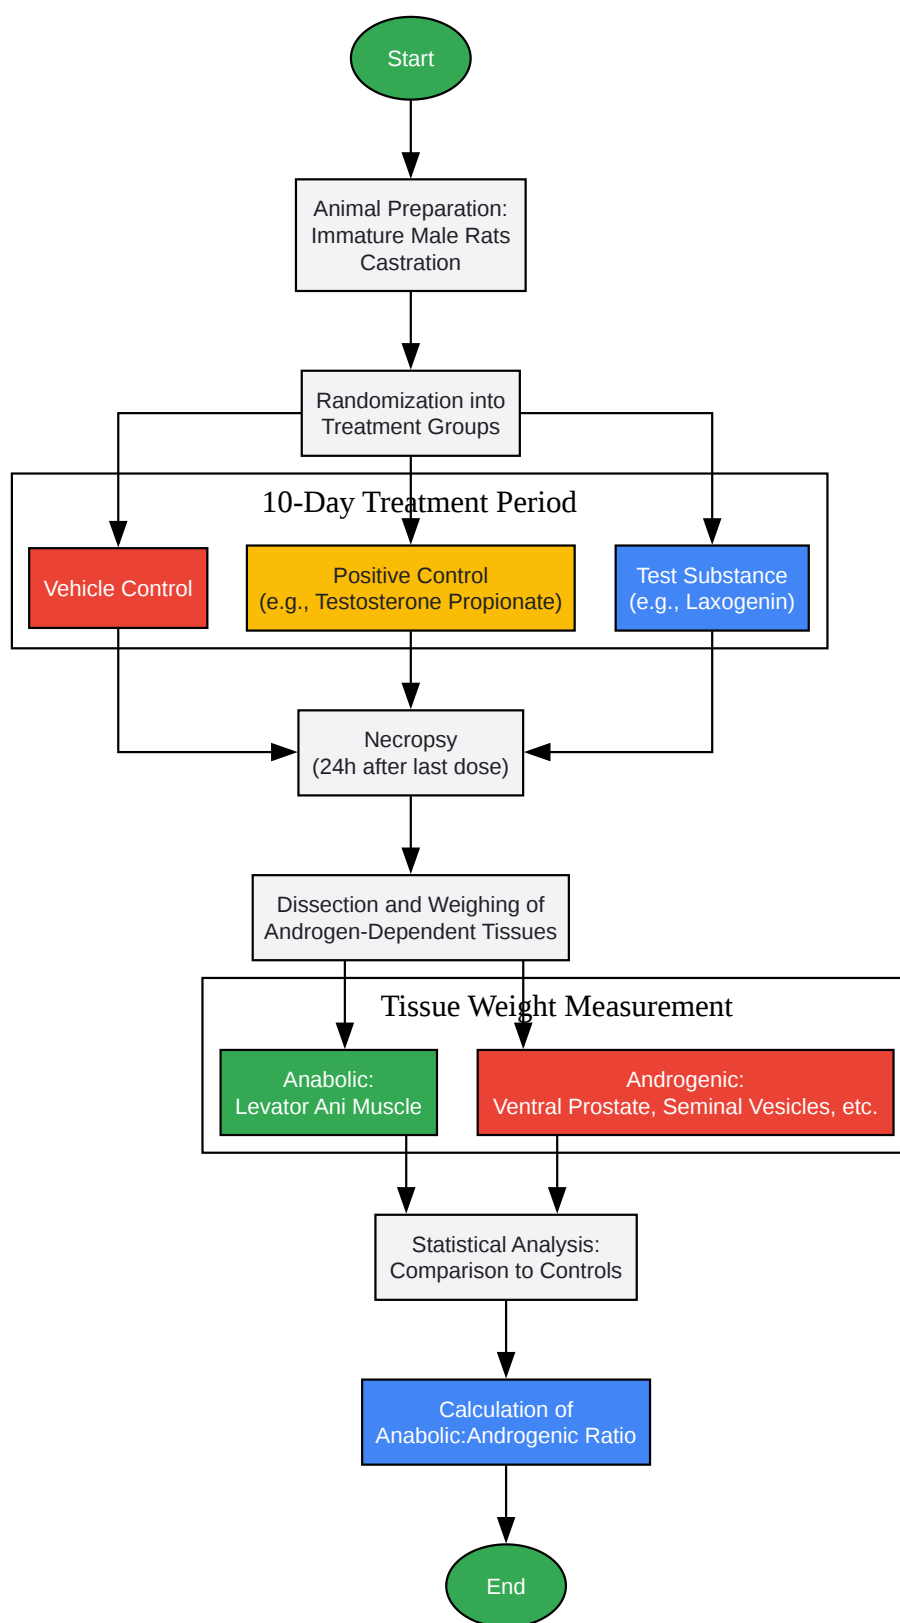 Start
Animal Preparation:
Immature Male Rats
Castration
Randomization into
Treatment Groups
10-Day Treatment Period
Vehicle Control
Positive Control
(e.g., Testosterone Propionate)
Test Substance
(e.g., Laxogenin)
Necropsy
(24h after last dose)
Dissection and Weighing of
Androgen-Dependent Tissues
Tissue Weight Measurement
Anabolic:
Levator Ani Muscle
Androgenic:
Ventral Prostate, Seminal Vesicles, etc.
Statistical Analysis:
Comparison to Controls
Calculation of
Anabolic:Androgenic Ratio
End